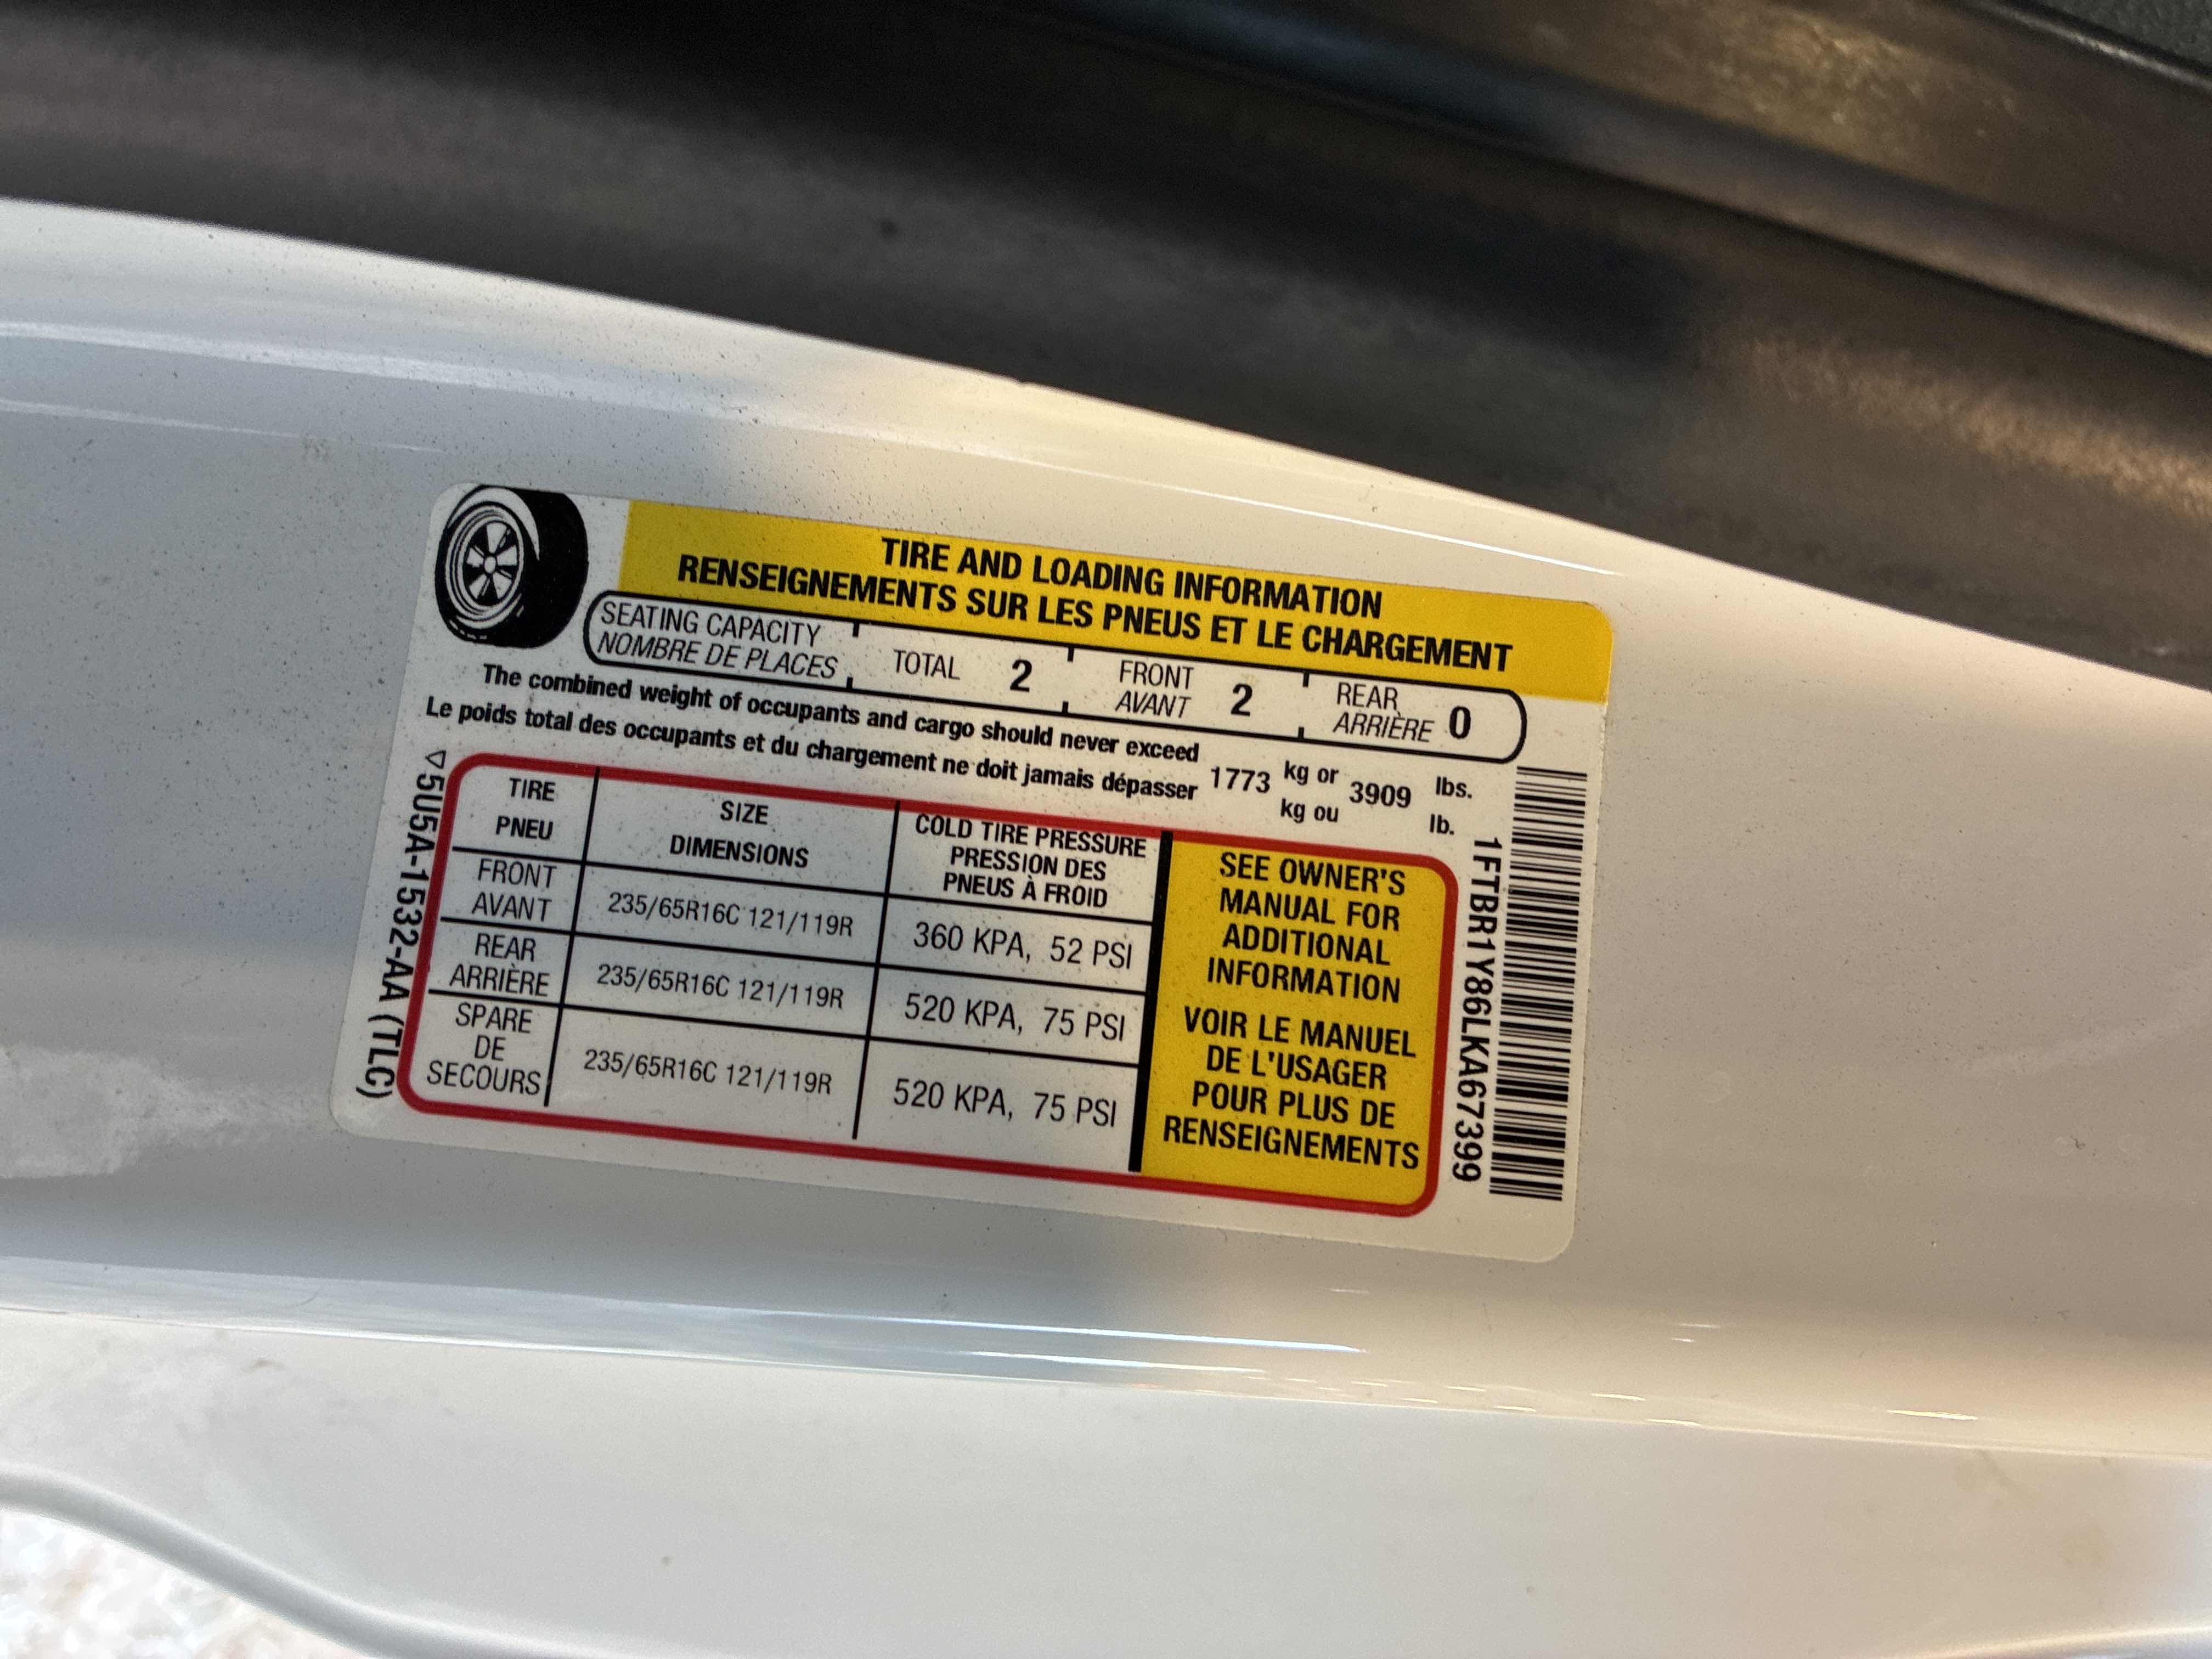 TIRE AND LOADING INFORMATION
RENSEIGNEMENTS SUR LES PNEUS ET LE CHARGEMENT
SEATING CAPACITY TOTAL 2 FRONT 2 REAR 0
NOMBRE DE PLACES AVANT ARRIÈRE
The combined weight of occupants and cargo should never exceed 1773 kg or 3909 lbs.
Le poids total des occupants et du chargement ne doit jamais dépasser kg ou lb.
TIRE
PNEU
SIZE
DIMENSIONS
COLD TIRE PRESSURE
PRESSION DES
PNEUS À FROID
FRONT
AVANT
235/65R16C 121/119R
360 KPA, 52 PSI
REAR
ARRIÈRE
235/65R16C 121/119R
520 KPA, 75 PSI
SPARE
DE
SECOURS
235/65R16C 121/119R
520 KPA, 75 PSI
SEE OWNER'S
MANUAL FOR
ADDITIONAL
INFORMATION
VOIR LE MANUEL
DE L'USAGER
POUR PLUS DE
RENSEIGNEMENTS
5U5A-1532-AA (TLC)
1FTBR1Y86LKA67399